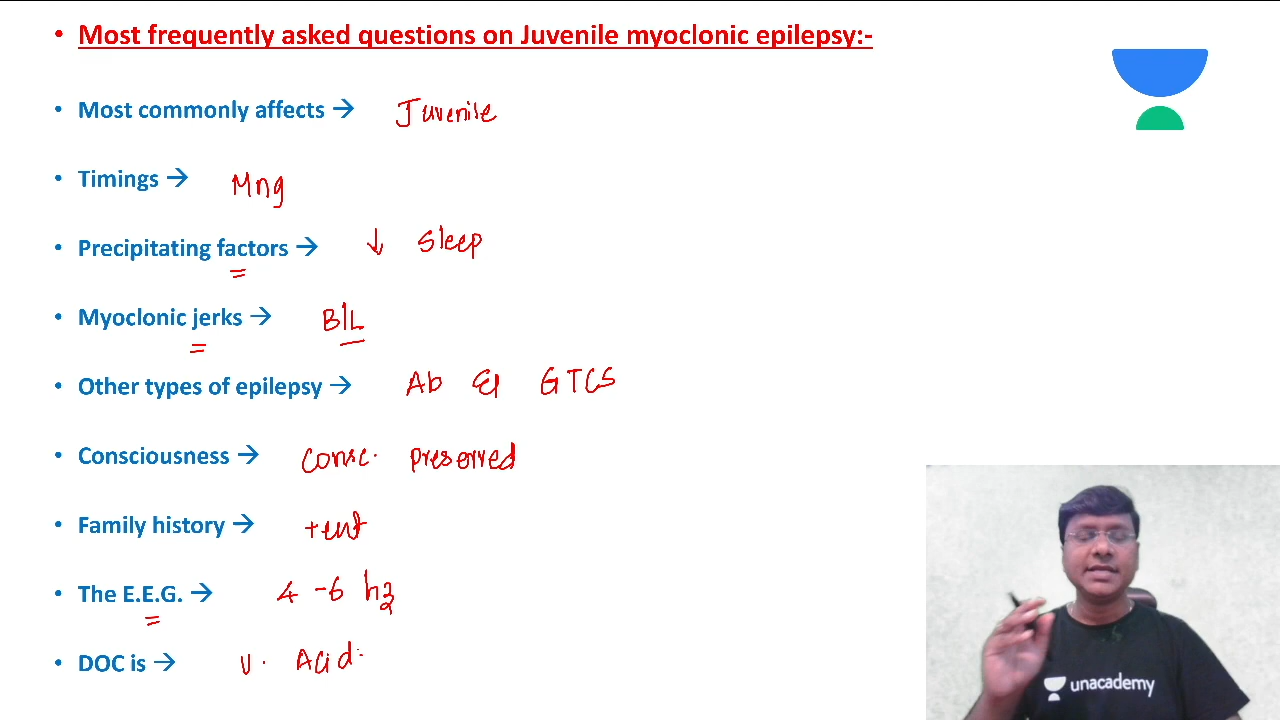 • Most frequently asked questions on Juvenile myoclonic epilepsy:-
• Most commonly affects → Juvenile
• Timings → Mng
• Precipitating factors → ↓ Sleep
• Myoclonic jerks → B/L
• Other types of epilepsy → Ab GTCS
• Consciousness → Consc. Preserved
• Family history →
• The E.E.G. → 4-6 hz
• DOC is → V. Acid.
unacademy